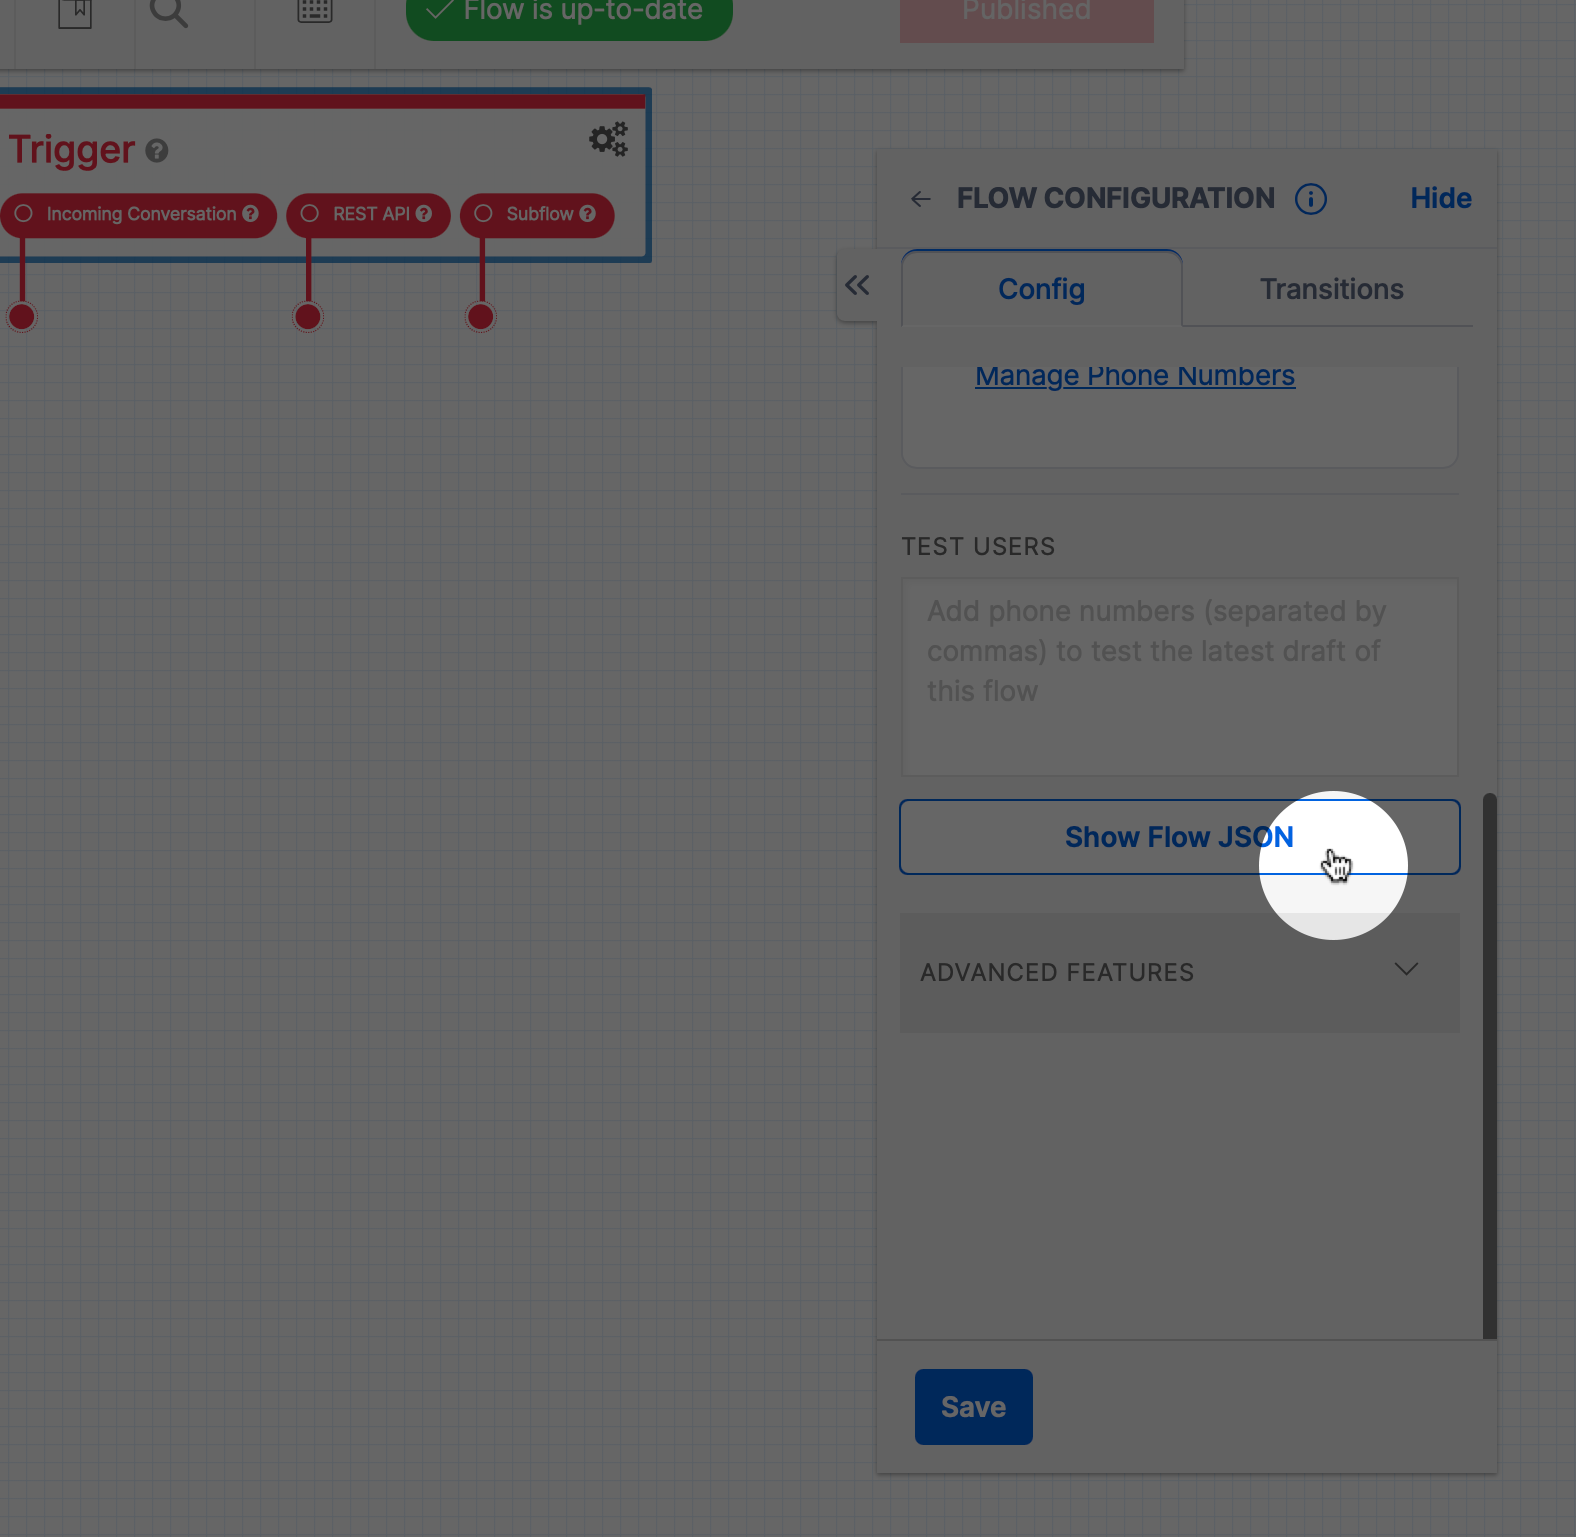 Flow is up-to-date
Published
Trigger
Incoming Conversation
REST API
Subflow
FLOW CONFIGURATION
Hide
Config
Transitions
Manage Phone Numbers
TEST USERS
Add phone numbers (separated by
commas) to test the latest draft of
this flow
Show Flow JSON
ADVANCED FEATURES
Save